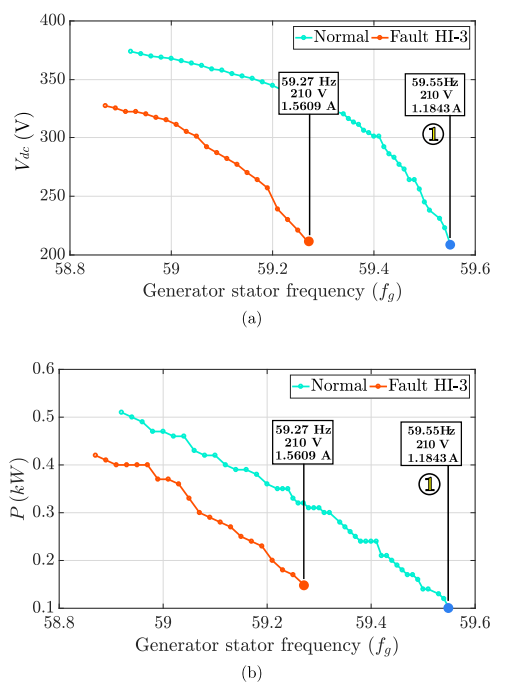 400
350
300
250
200
V_dc (V)
Normal Fault HI-3
59.27 Hz
210 V
1.5609 A
59.55Hz
210 V
1.1843 A
1
58.8 59 59.2 59.4 59.6
Generator stator frequency (f_g)
(a)
0.6
0.5
0.4
0.3
0.2
0.1
P (kW)
Normal Fault HI-3
59.27 Hz
210 V
1.5609 A
59.55Hz
210 V
1.1843 A
1
58.8 59 59.2 59.4 59.6
Generator stator frequency (f_g)
(b)